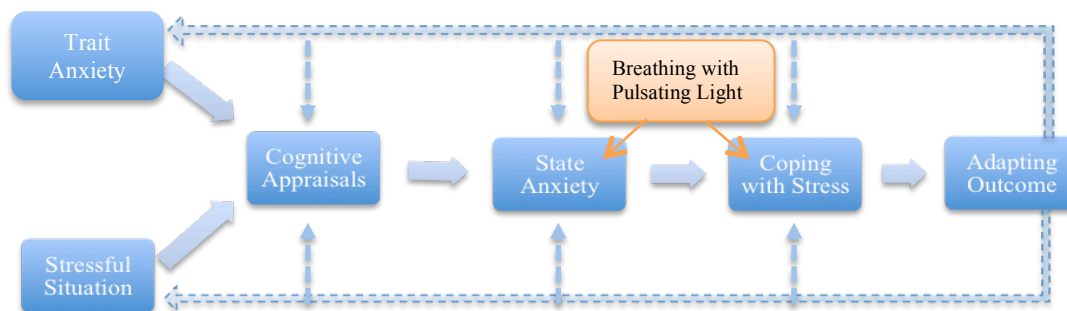 Trait
Anxiety
Breathing with
Pulsating Light
Cognitive
Appraisals
State
Anxiety
Coping
with Stress
Adapting
Outcome
Stressful
Situation